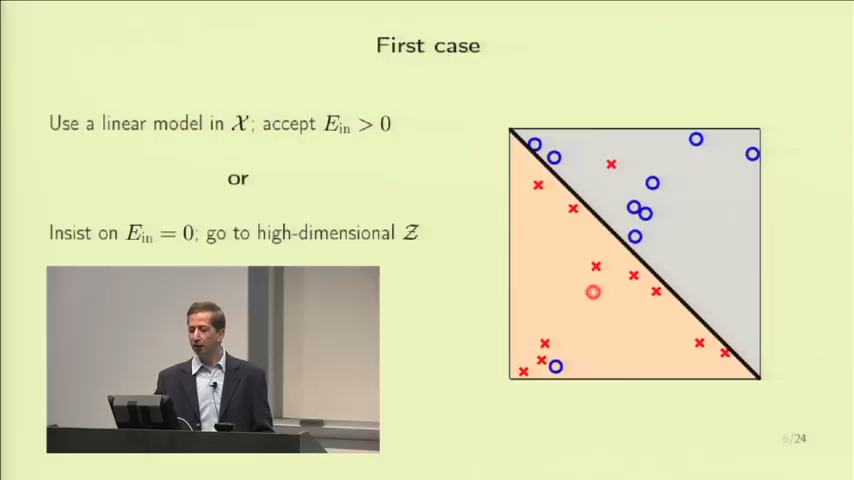 First case
Use a linear model in 𝒳; accept E_in > 0
or
Insist on E_in = 0; go to high-dimensional 𝒵
6/24